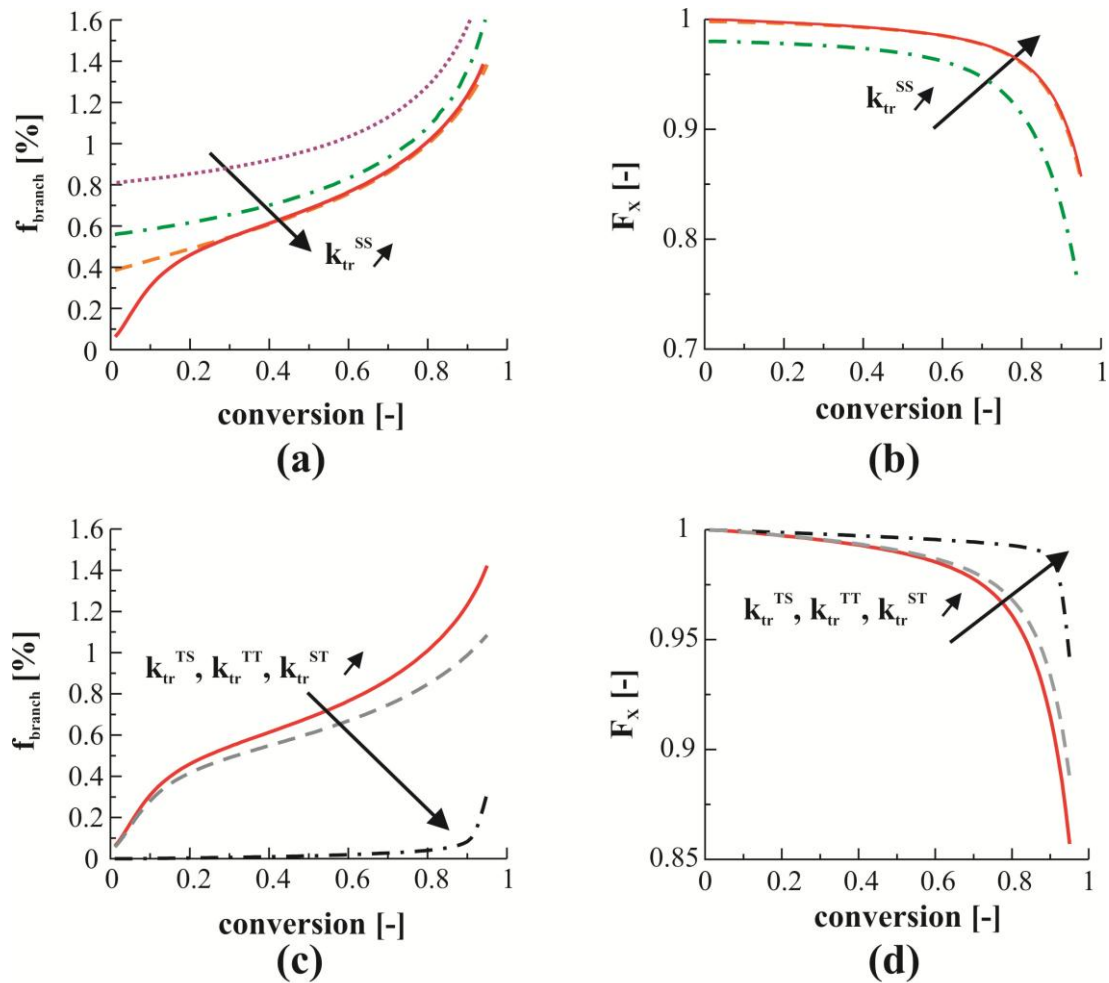 f_branch [%]
1.6
1.4
1.2
1
0.8
0.6
0.4
0.2
0
k_tr^SS ↗
0 0.2 0.4 0.6 0.8 1
conversion [-]
(a)
F_X [-]
1
0.9
0.8
0.7
k_tr^SS ↗
0 0.2 0.4 0.6 0.8 1
conversion [-]
(b)
f_branch [%]
1.6
1.4
1.2
1
0.8
0.6
0.4
0.2
0
k_tr^TS, k_tr^TT, k_tr^ST ↗
0 0.2 0.4 0.6 0.8 1
conversion [-]
(c)
F_X [-]
1
0.95
0.9
0.85
k_tr^TS, k_tr^TT, k_tr^ST ↗
0 0.2 0.4 0.6 0.8 1
conversion [-]
(d)